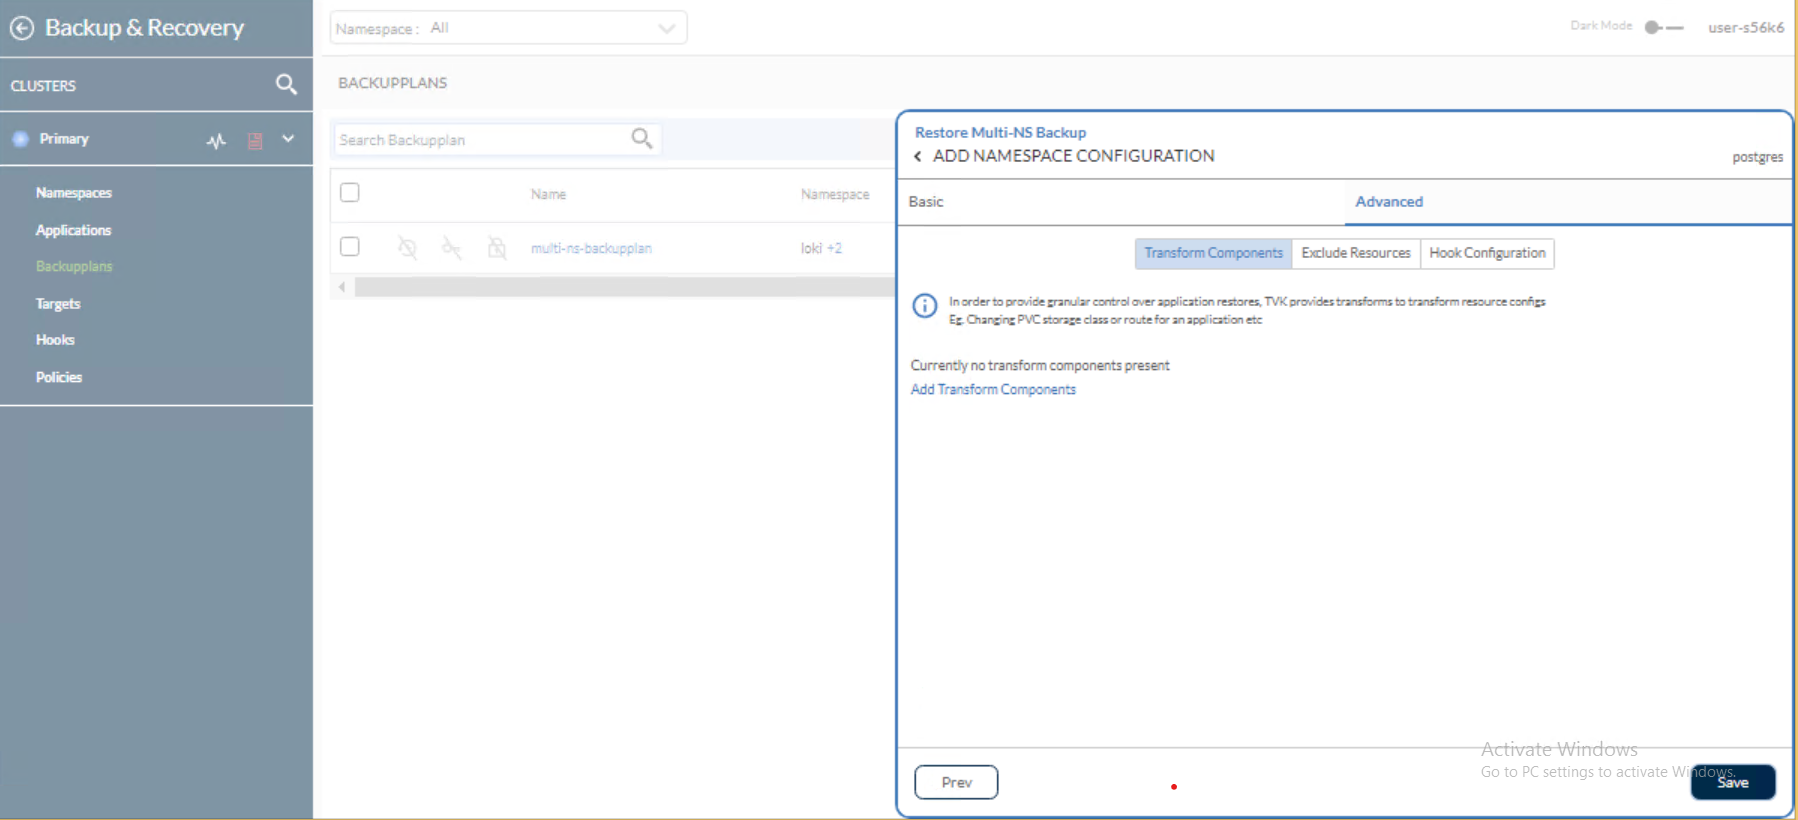 Backup & Recovery
CLUSTERS
Primary
Namespaces
Applications
Backupplans
Targets
Hooks
Policies
Namespace : All
Dark Mode
user-s56k6
BACKUPPLANS
Search Backupplan
Name
Namespace
multi-ns-backupplan
loki +2
Restore Multi-NS Backup
ADD NAMESPACE CONFIGURATION
postgres
Basic
Advanced
Transform Components
Exclude Resources
Hook Configuration
In order to provide granular control over application restores, TVK provides transforms to transform resource configs
Eg. Changing PVC storage class or route for an application etc
Currently no transform components present
Add Transform Components
Activate Windows
Go to PC settings to activate Windows.
Prev
Save